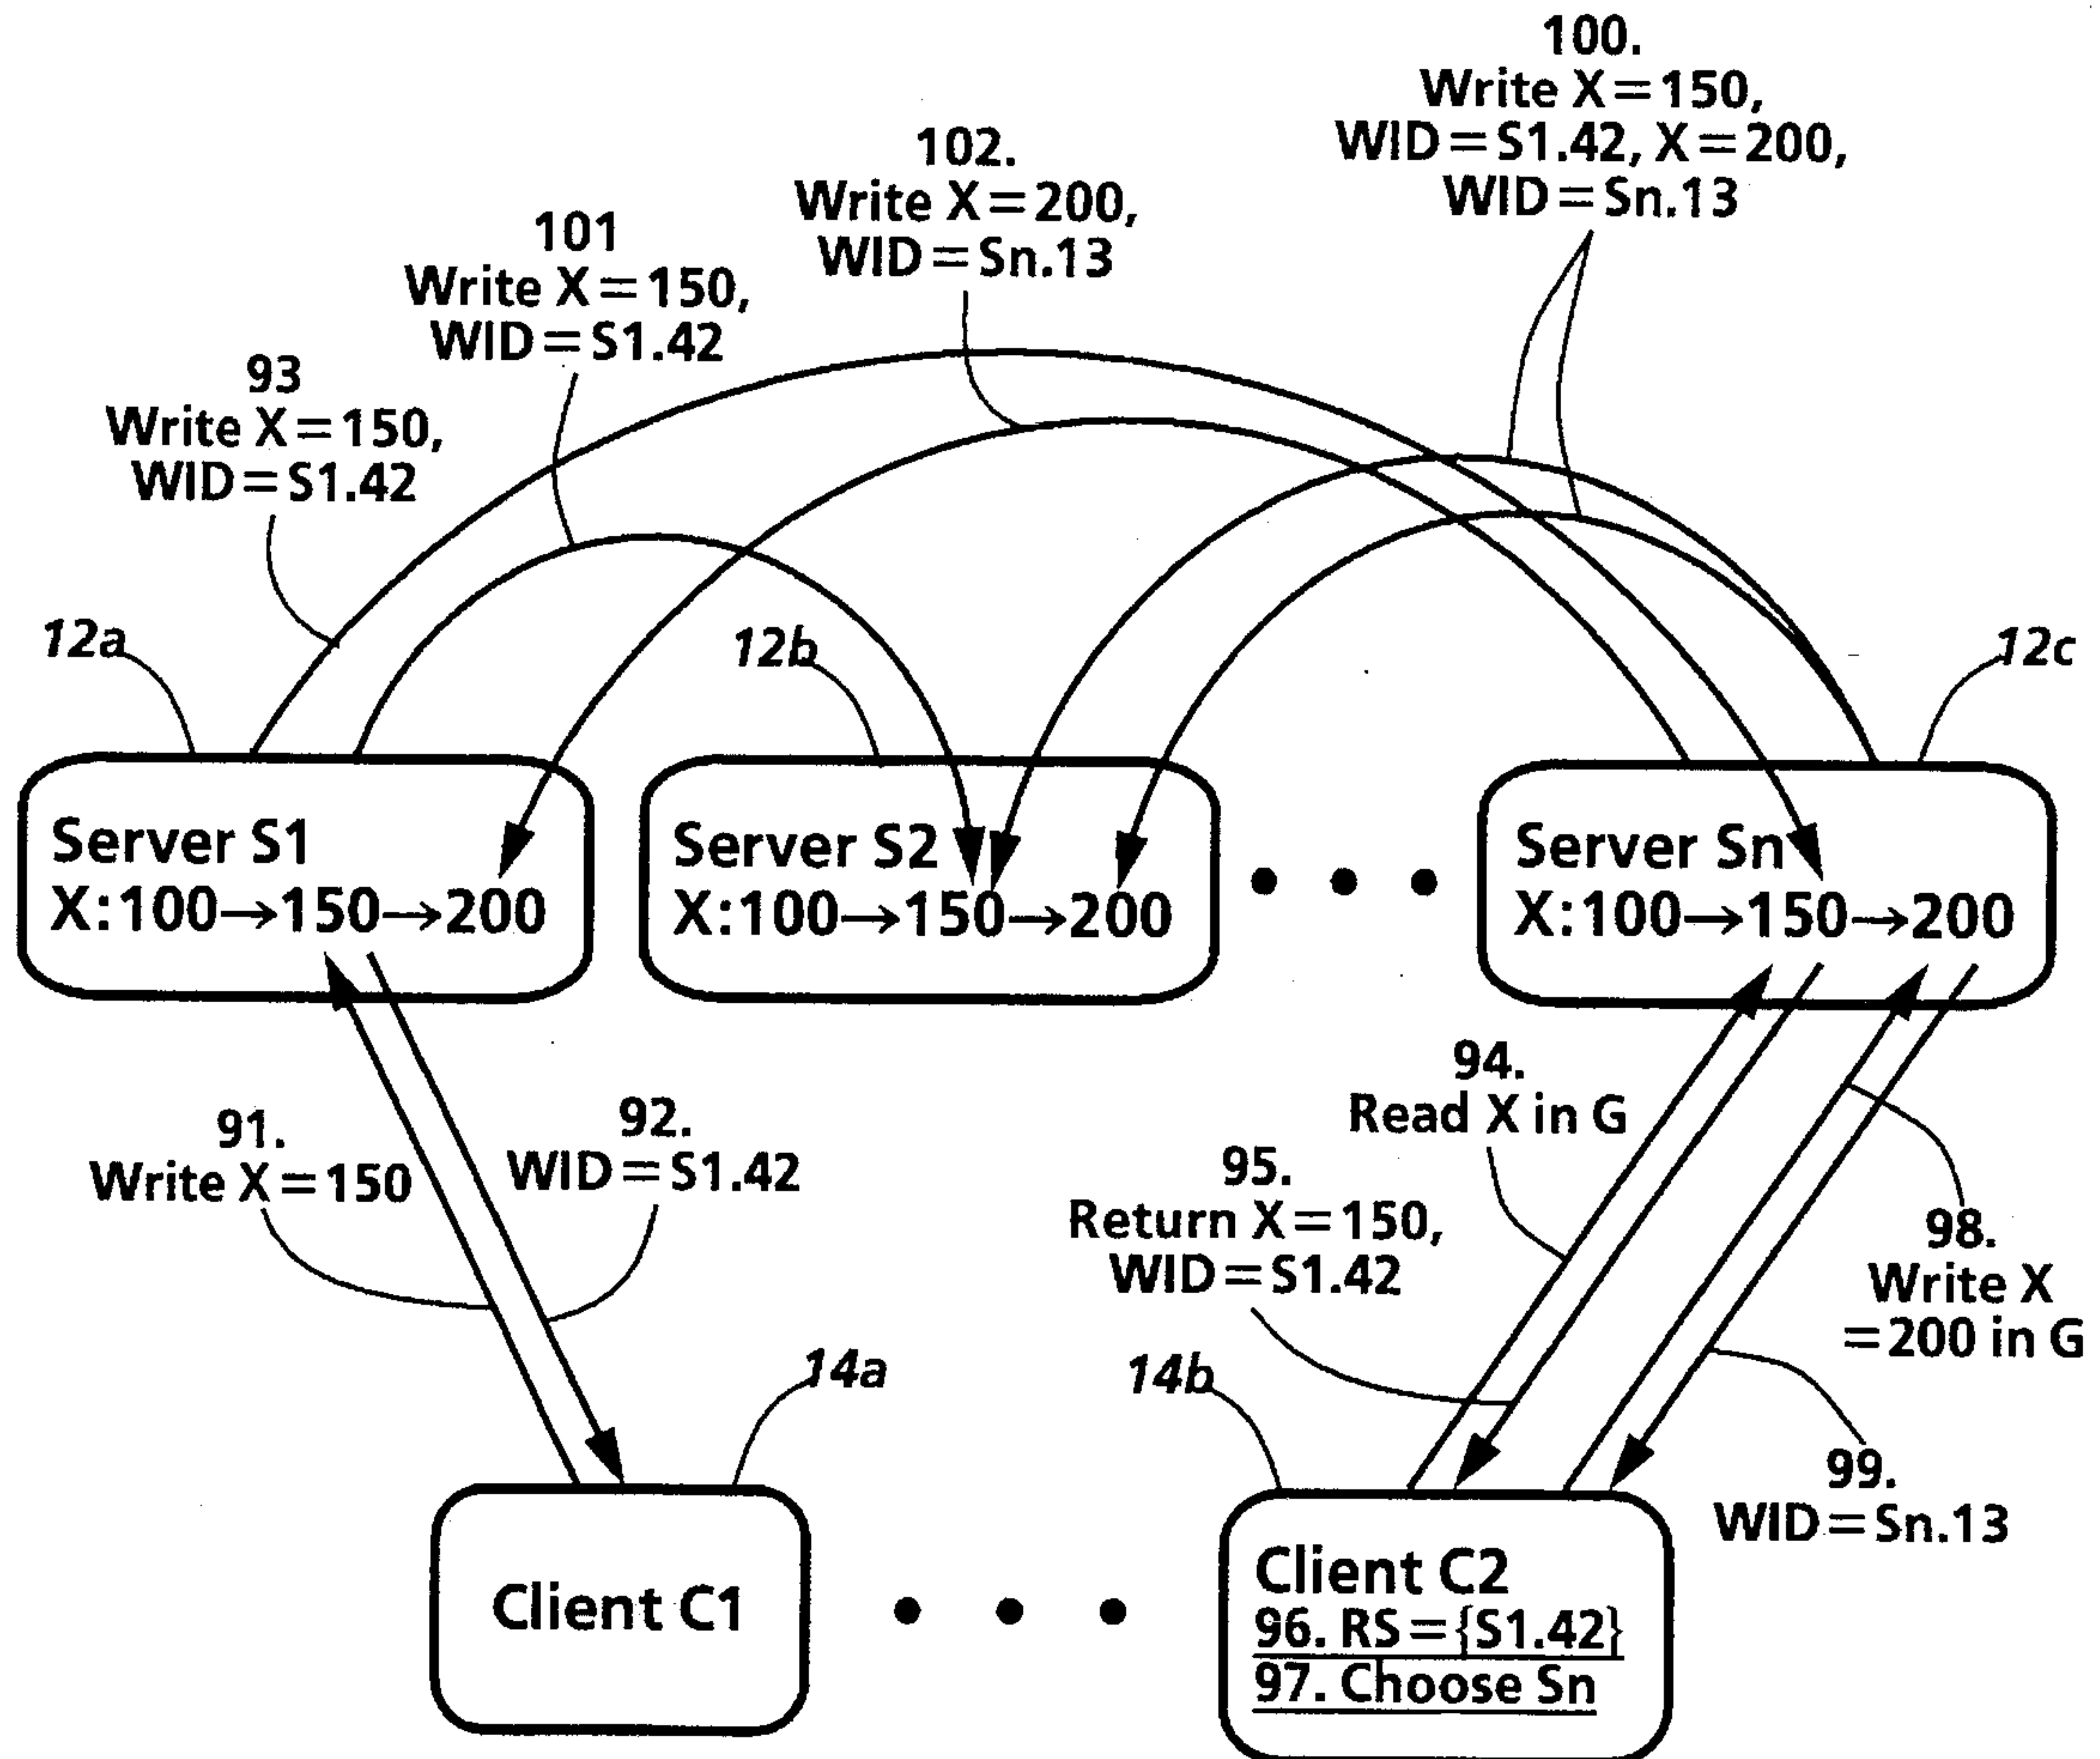 100.
Write X=150,
WID=S1.42, X=200,
WID=Sn.13
102.
Write X=200,
WID=Sn.13
101
Write X=150,
WID=S1.42
93
Write X=150,
WID=S1.42
12a
12b
12c
Server S1
X:100→150→200
Server S2
X:100→150→200
Server Sn
X:100→150→200
91.
Write X=150
92.
WID=S1.42
94.
Read X in G
95.
Return X=150,
WID=S1.42
98.
Write X
=200 in G
99.
WID=Sn.13
14a
14b
Client C1
Client C2
96. RS={S1.42}
97. Choose Sn